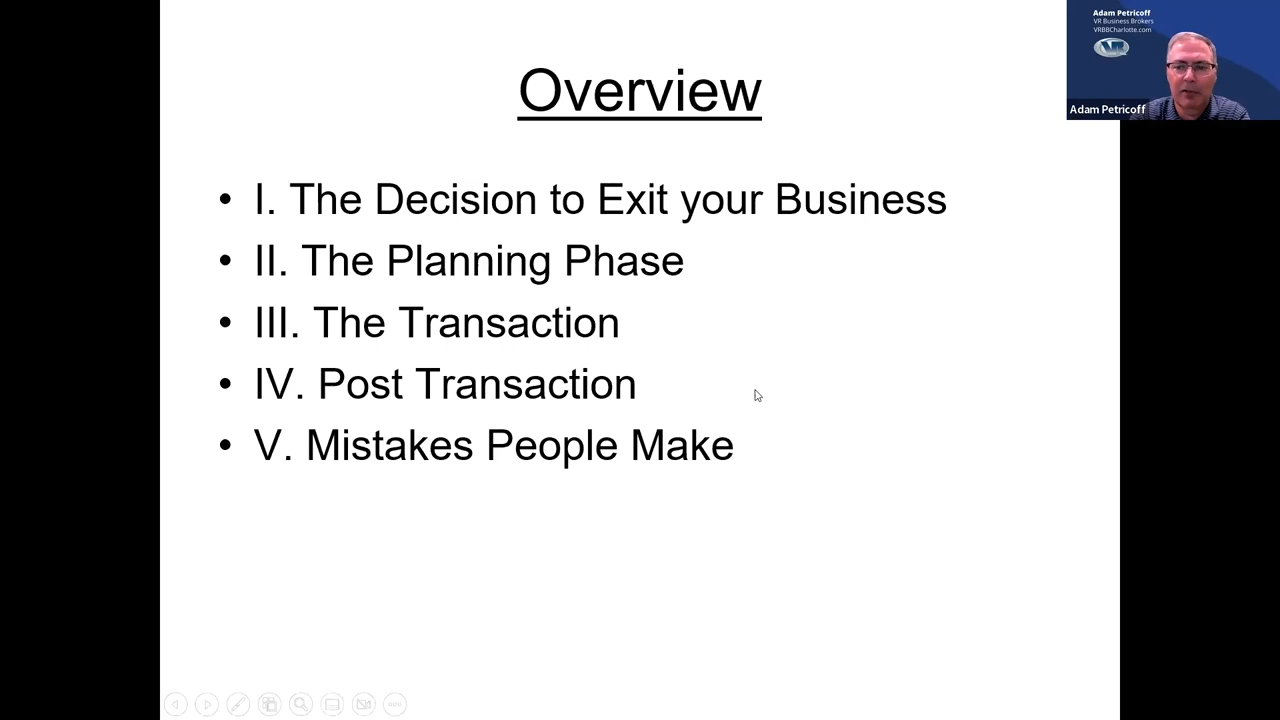 Overview
• I. The Decision to Exit your Business
• II. The Planning Phase
• III. The Transaction
• IV. Post Transaction
• V. Mistakes People Make
Adam Petricoff
VR Business Brokers
VRBBCharlotte.com
VR
Adam Petricoff